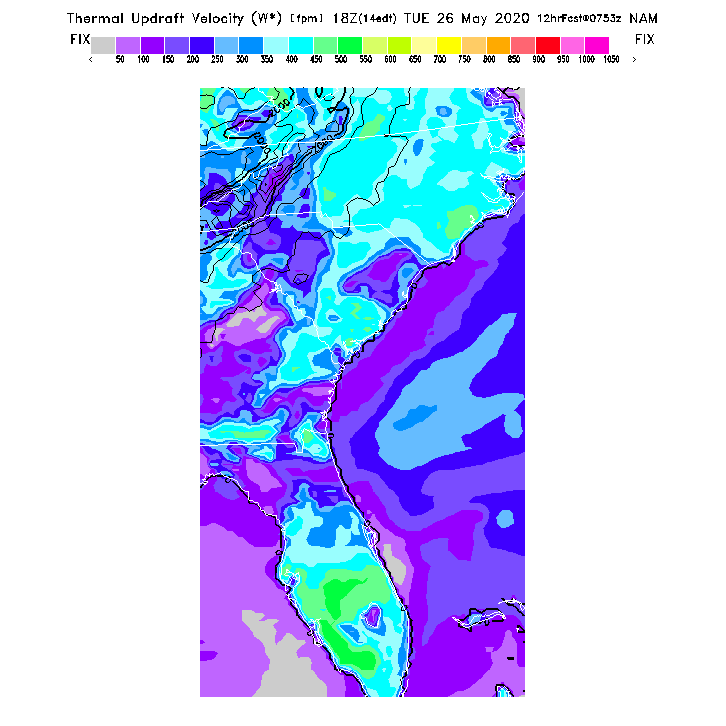 Thermal Updraft Velocity (W*) [fpm] 18Z(14edt) TUE 26 May 2020 12hrFcst@0753z NAM
FIX FIX
< 50 100 150 200 250 300 350 400 450 500 550 600 650 700 750 800 850 900 950 1000 1050 >